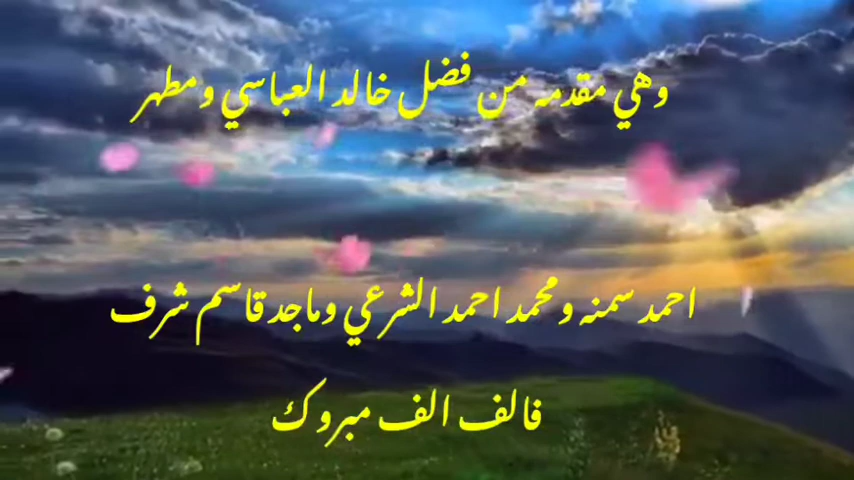 وهي مقدمه من فضل خالد العباسي ومطهر
احمد سمنه ومحمد احمد الشرعي وماجد قاسم شرف
فالف الف مبروك